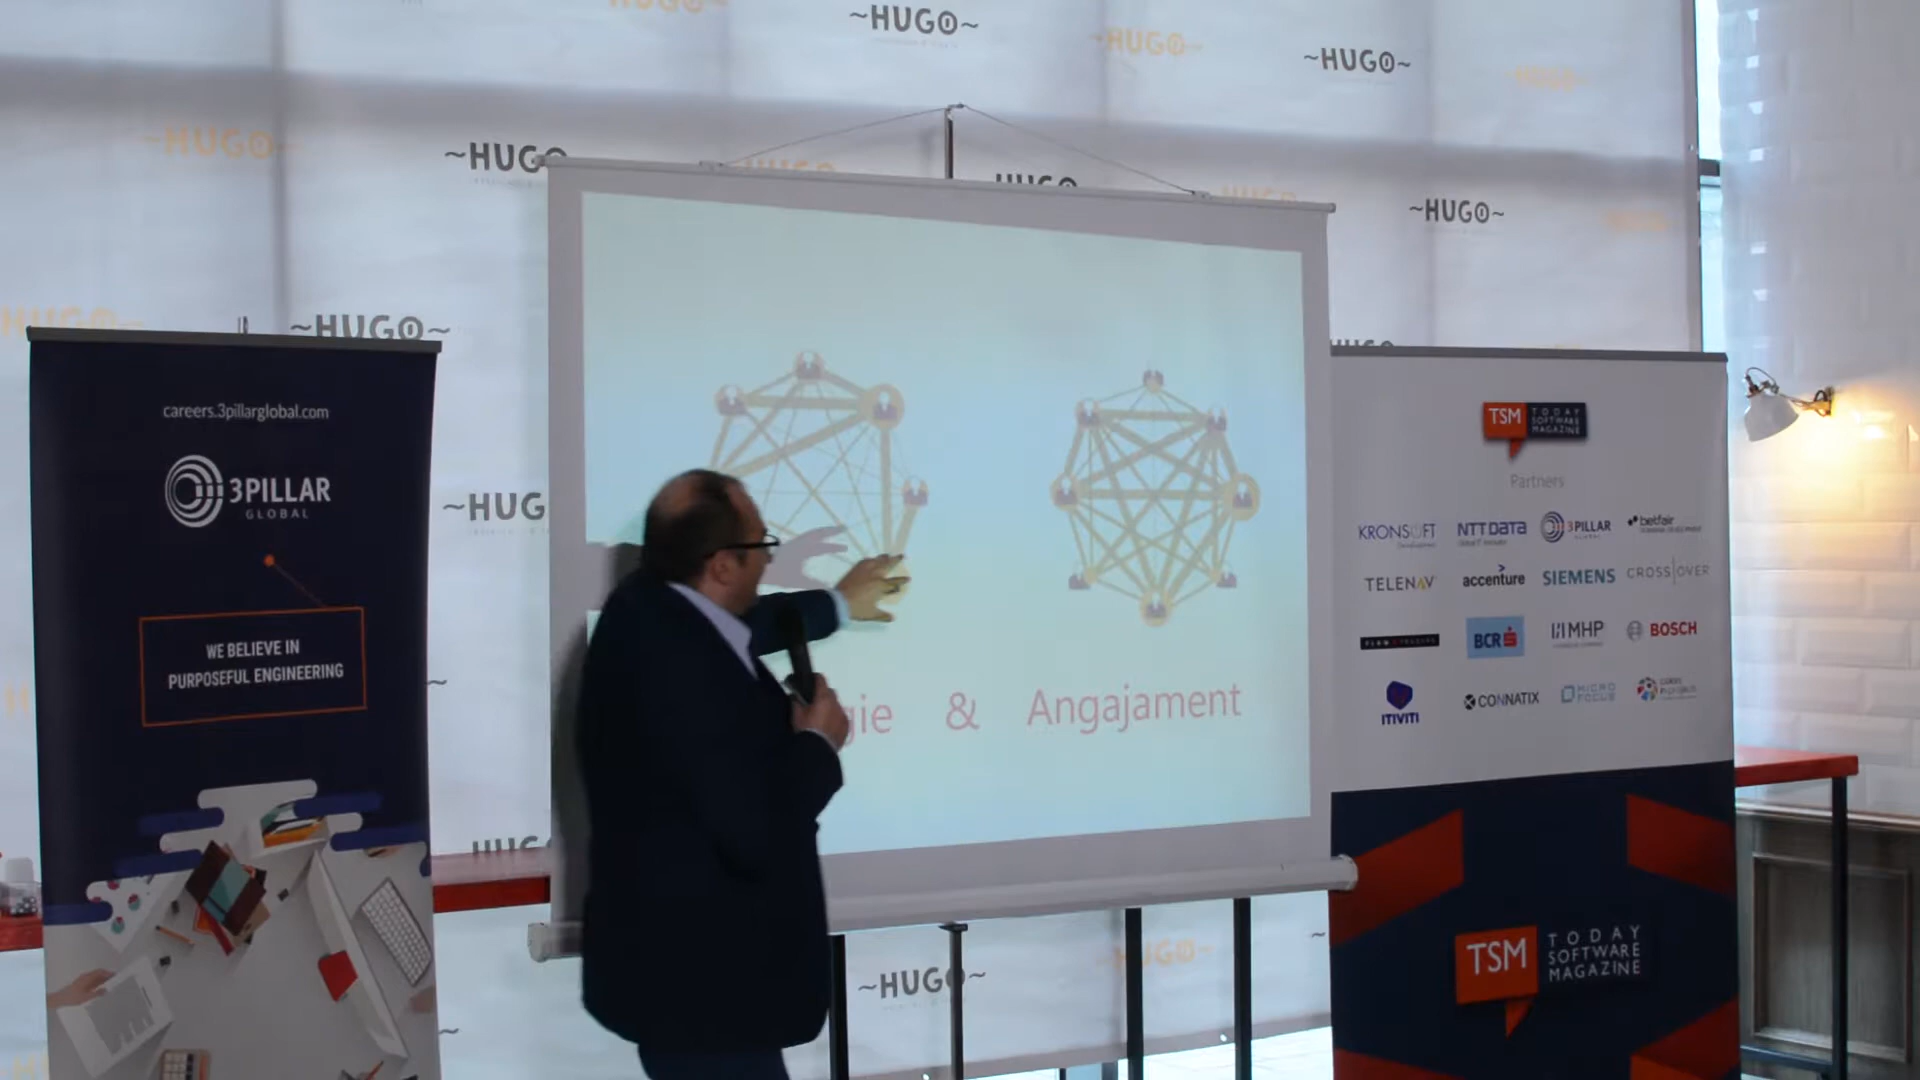 ~HUGO~
~HUGO~
~HUGO~
~HUGO~
~HUGO~
~HUGO~
~HUGO~
careers.3pillarglobal.com
3PILLAR
GLOBAL
WE BELIEVE IN
PURPOSEFUL ENGINEERING
& Angajament
TSM TODAY
SOFTWARE
MAGAZINE
Partners
KRONSOFT NTT DATA 3PILLAR GLOBAL betfair
TELENAV accenture SIEMENS CROSSOVER
BCR MHP BOSCH
ITIVITI CONNATIX MICRO FOCUS
TSM TODAY
SOFTWARE
MAGAZINE
~HUGO~
~HUGO~